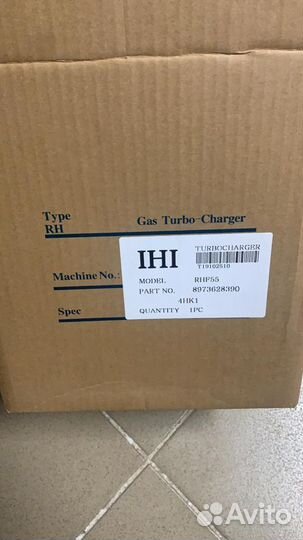 Type Gas Turbo-Charger
RH
IHI TURBOCHARGER
T19102510
Machine No.:
MODEL RHF55
PART NO. 8973628390
4HK1
Spec
QUANTITY 1PC
Avito